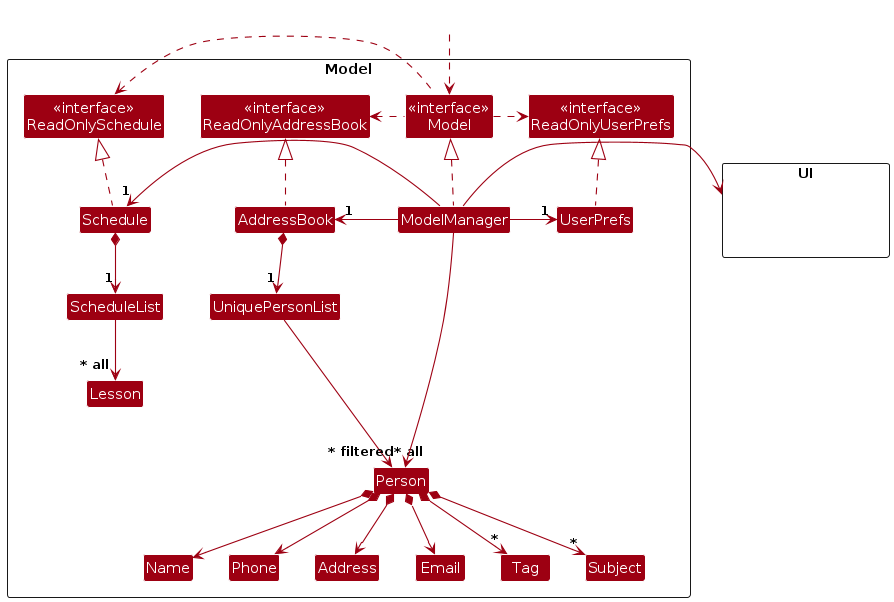 Model
«interface»
ReadOnlySchedule
«interface»
ReadOnlyAddressBook
«interface»
Model
«interface»
ReadOnlyUserPrefs
UI
1
Schedule
AddressBook
1
ModelManager
1
UserPrefs
1
ScheduleList
1
UniquePersonList
* all
Lesson
* filtered
* all
Person
Name
Phone
Address
Email
*
Tag
*
Subject